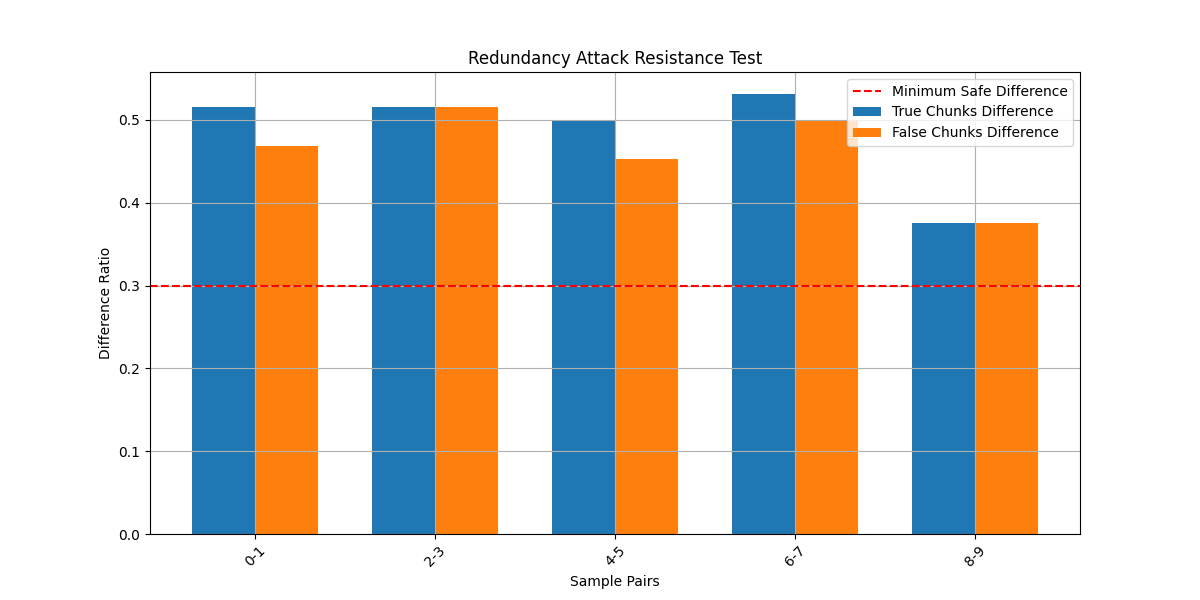 Redundancy Attack Resistance Test
Minimum Safe Difference
True Chunks Difference
False Chunks Difference
Difference Ratio
0.5
0.4
0.3
0.2
0.1
0.0
0-1
2-3
4-5
6-7
8-9
Sample Pairs